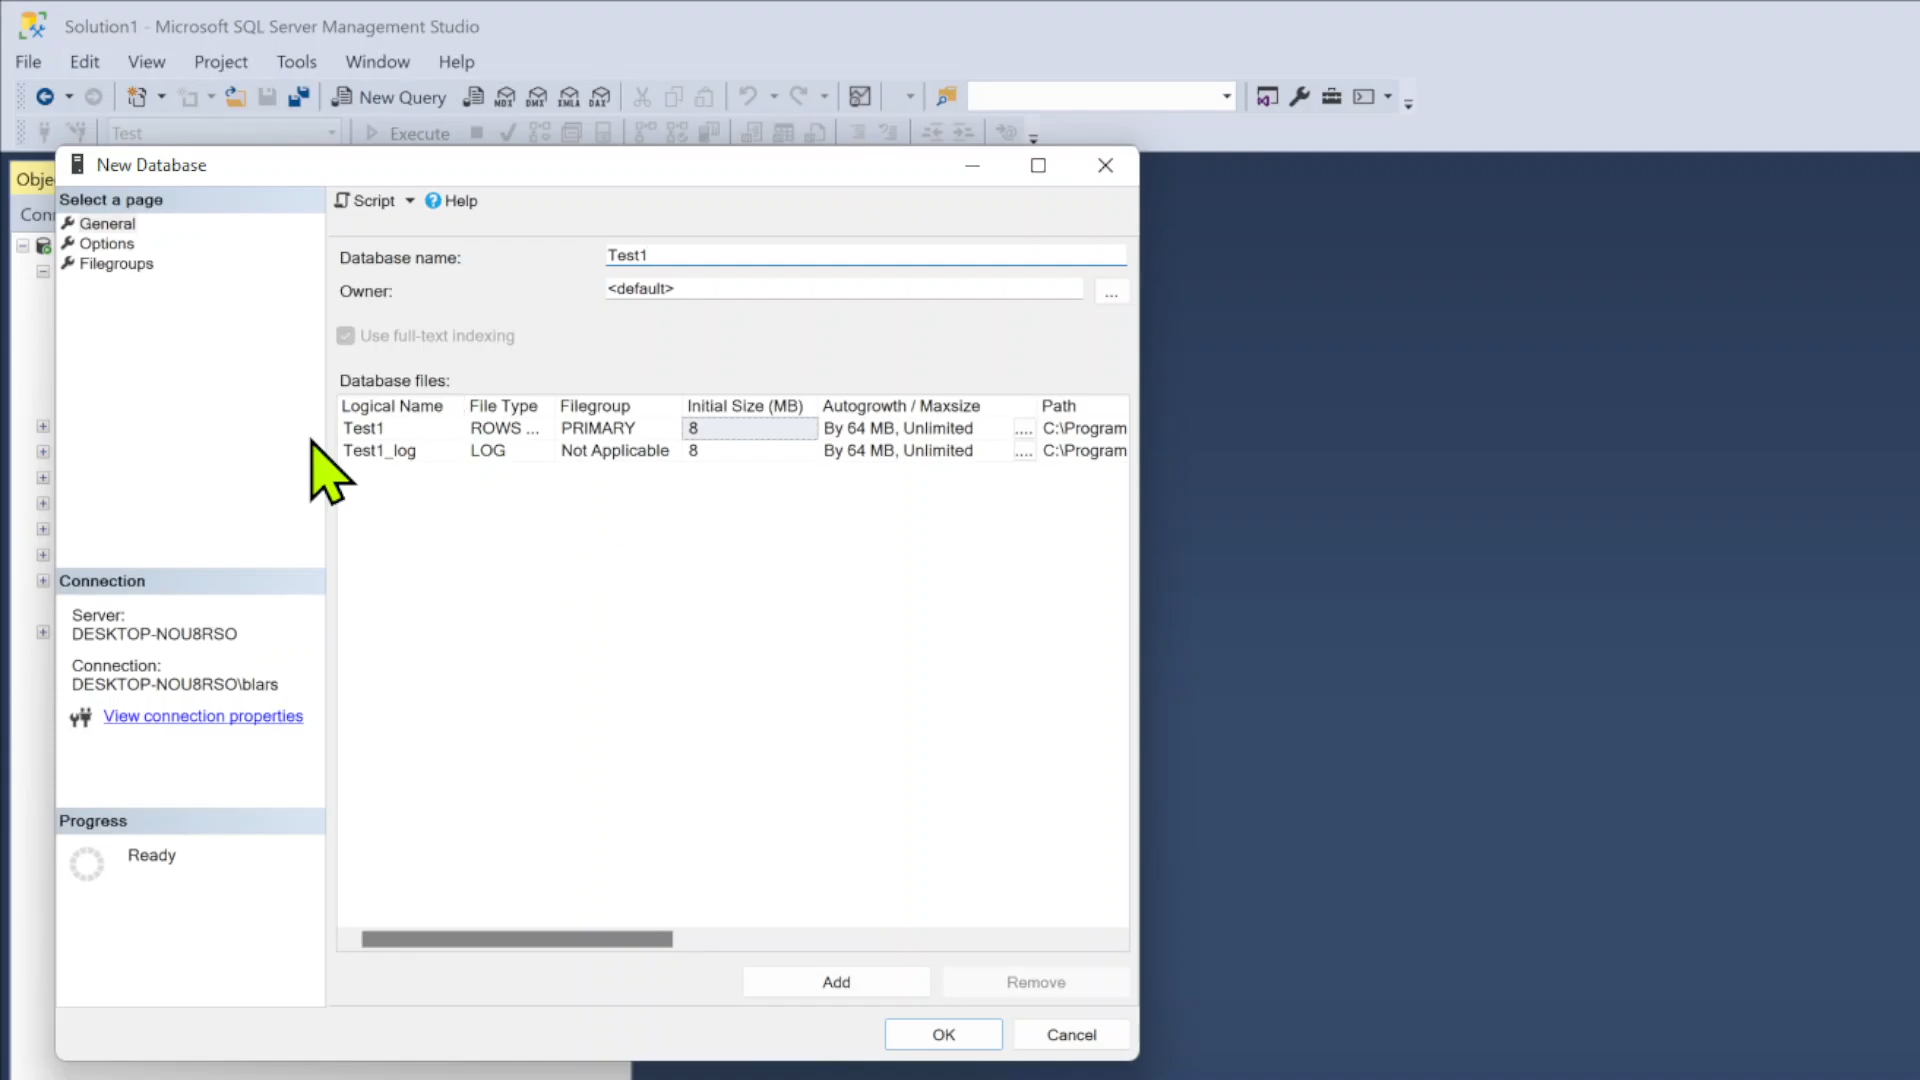 Solution1 - Microsoft SQL Server Management Studio
File Edit View Project Tools Window Help
New Query MDX DMX XMLA DAX
Test Execute
New Database
Obje
Select a page
Script Help
Con
General
Options
Filegroups
Database name: Test1
Owner: <default> ...
Use full-text indexing
Database files:
Logical Name File Type Filegroup Initial Size (MB) Autogrowth / Maxsize Path
Test1 ROWS ... PRIMARY 8 By 64 MB, Unlimited .... C:\Program
Test1_log LOG Not Applicable 8 By 64 MB, Unlimited .... C:\Program
Connection
Server:
DESKTOP-NOU8RSO
Connection:
DESKTOP-NOU8RSO\blars
View connection properties
Progress
Ready
Add Remove
OK Cancel